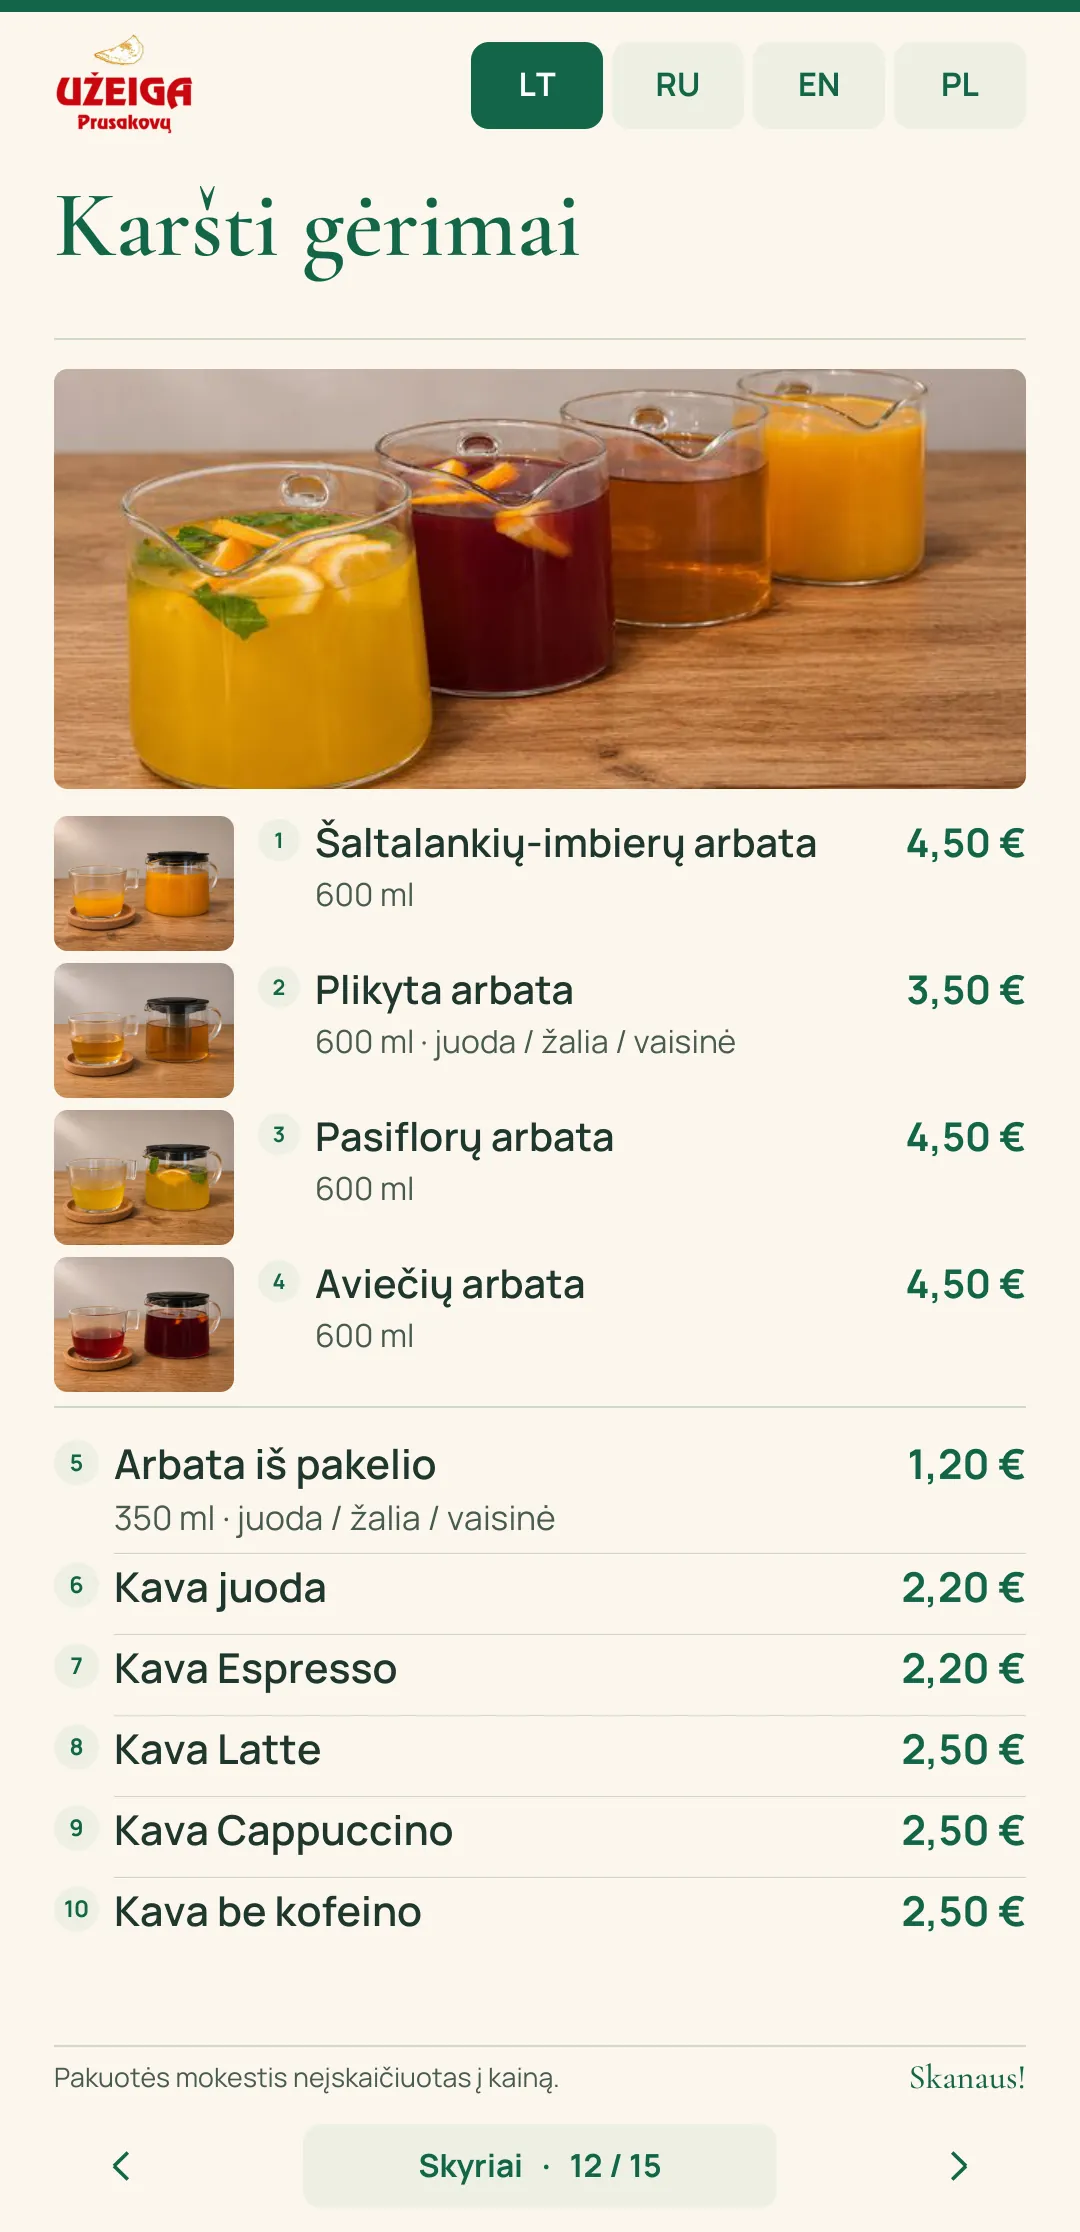 UŽEIGA
Prusakovų
LT RU EN PL
Karšti gėrimai
1 Šaltalankių-imbierų arbata 4,50 €
600 ml
2 Plikyta arbata 3,50 €
600 ml · juoda / žalia / vaisinė
3 Pasiflorų arbata 4,50 €
600 ml
4 Aviečių arbata 4,50 €
600 ml
5 Arbata iš pakelio 1,20 €
350 ml · juoda / žalia / vaisinė
6 Kava juoda 2,20 €
7 Kava Espresso 2,20 €
8 Kava Latte 2,50 €
9 Kava Cappuccino 2,50 €
10 Kava be kofeino 2,50 €
Pakuotės mokestis neįskaičiuotas į kainą. Skanaus!
Skyriai · 12 / 15